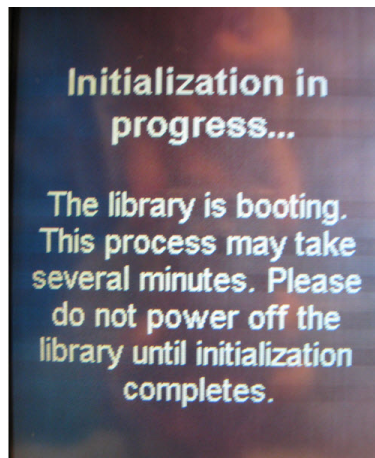 Initialization in
progress...
The library is booting.
This process may take
several minutes. Please
do not power off the
library until initialization
completes.